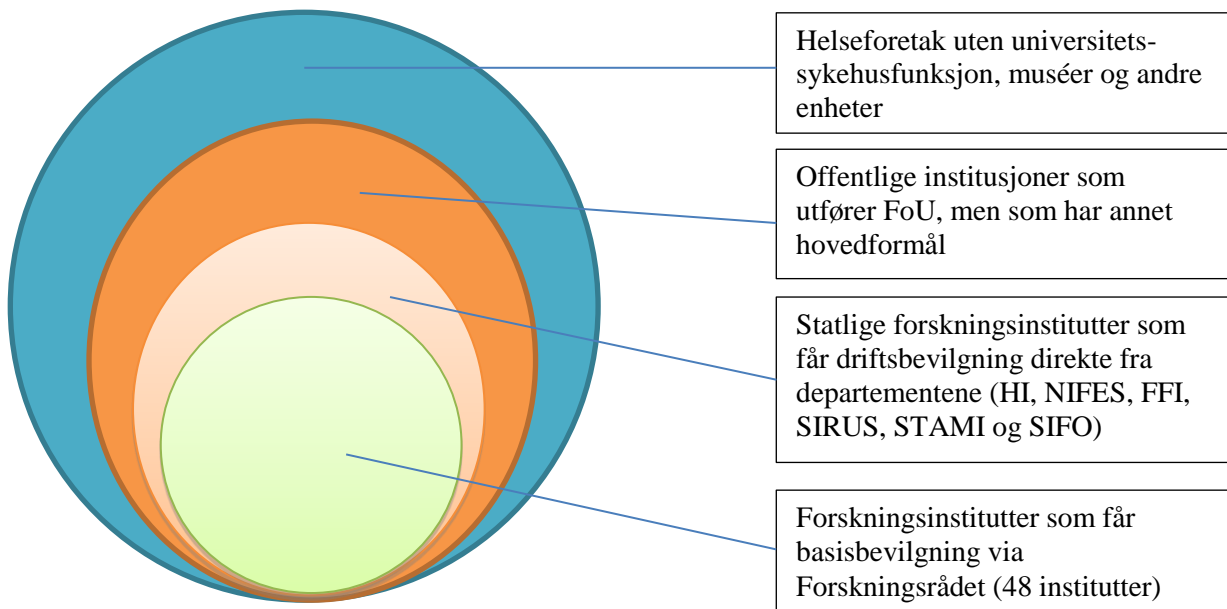 Helseforetak uten universitets-
sykehusfunksjon, muséer og andre
enheter
Offentlige institusjoner som
utfører FoU, men som har annet
hovedformål
Statlige forskningsinstitutter som
får driftsbevilgning direkte fra
departementene (HI, NIFES, FFI,
SIRUS, STAMI og SIFO)
Forskningsinstitutter som får
basisbevilgning via
Forskningsrådet (48 institutter)